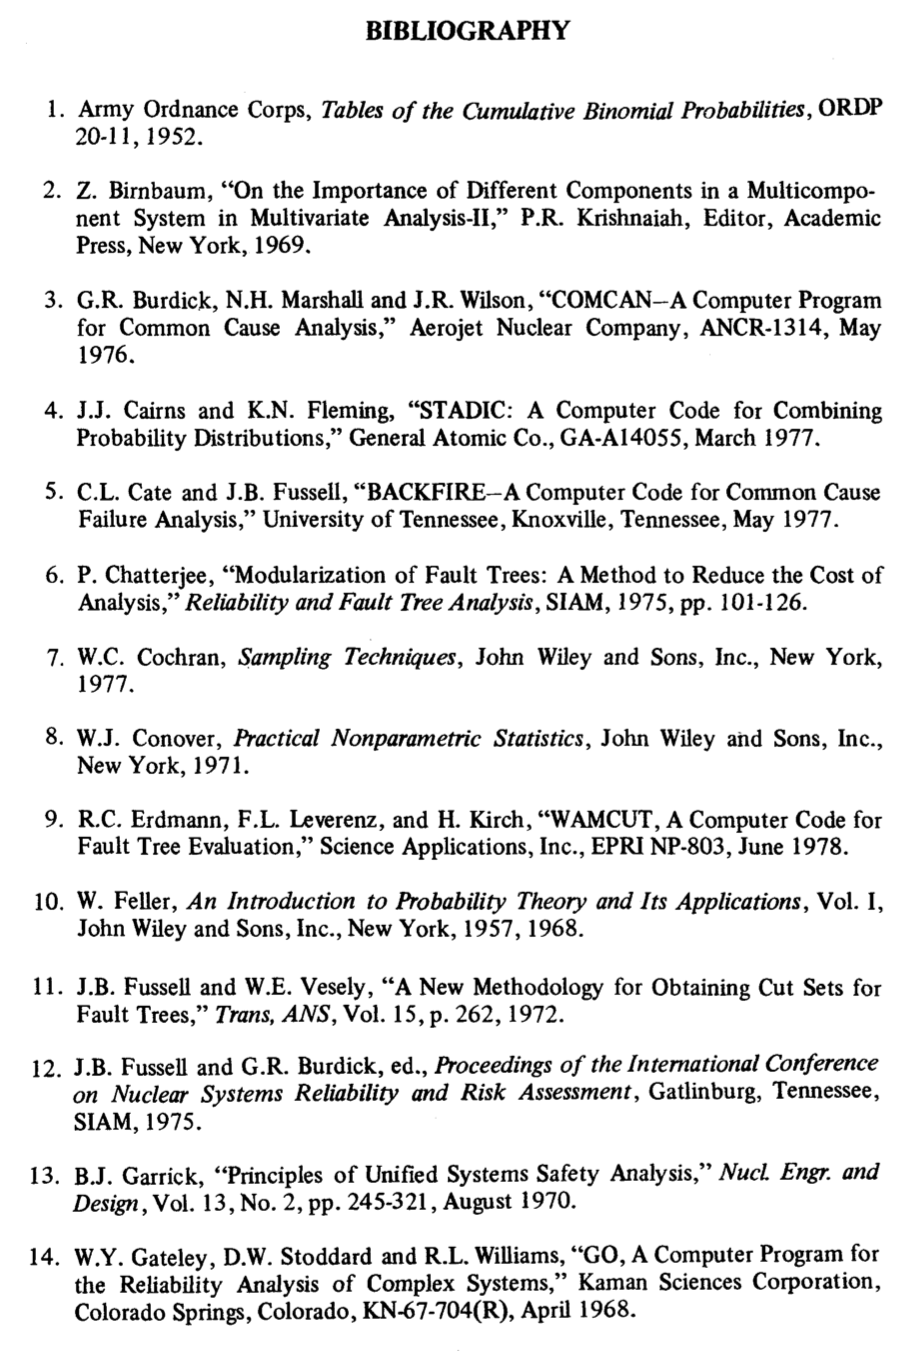 BIBLIOGRAPHY
1. Army Ordnance Corps, Tables of the Cumulative Binomial Probabilities, ORDP
20-11, 1952.
2. Z. Birnbaum, “On the Importance of Different Components in a Multicompo-
nent System in Multivariate Analysis-II,” P.R. Krishnaiah, Editor, Academic
Press, New York, 1969.
3. G.R. Burdick, N.H. Marshall and J.R. Wilson, “COMCAN—A Computer Program
for Common Cause Analysis,” Aerojet Nuclear Company, ANCR-1314, May
1976.
4. J.J. Cairns and K.N. Fleming, “STADIC: A Computer Code for Combining
Probability Distributions,” General Atomic Co., GA-A14055, March 1977.
5. C.L. Cate and J.B. Fussell, “BACKFIRE—A Computer Code for Common Cause
Failure Analysis,” University of Tennessee, Knoxville, Tennessee, May 1977.
6. P. Chatterjee, “Modularization of Fault Trees: A Method to Reduce the Cost of
Analysis,” Reliability and Fault Tree Analysis, SIAM, 1975, pp. 101-126.
7. W.C. Cochran, Sampling Techniques, John Wiley and Sons, Inc., New York,
1977.
8. W.J. Conover, Practical Nonparametric Statistics, John Wiley and Sons, Inc.,
New York, 1971.
9. R.C. Erdmann, F.L. Leverenz, and H. Kirch, “WAMCUT, A Computer Code for
Fault Tree Evaluation,” Science Applications, Inc., EPRI NP-803, June 1978.
10. W. Feller, An Introduction to Probability Theory and Its Applications, Vol. I,
John Wiley and Sons, Inc., New York, 1957, 1968.
11. J.B. Fussell and W.E. Vesely, “A New Methodology for Obtaining Cut Sets for
Fault Trees,” Trans, ANS, Vol. 15, p. 262, 1972.
12. J.B. Fussell and G.R. Burdick, ed., Proceedings of the International Conference
on Nuclear Systems Reliability and Risk Assessment, Gatlinburg, Tennessee,
SIAM, 1975.
13. B.J. Garrick, “Principles of Unified Systems Safety Analysis,” Nucl. Engr. and
Design, Vol. 13, No. 2, pp. 245-321, August 1970.
14. W.Y. Gateley, D.W. Stoddard and R.L. Williams, “GO, A Computer Program for
the Reliability Analysis of Complex Systems,” Kaman Sciences Corporation,
Colorado Springs, Colorado, KN-67-704(R), April 1968.